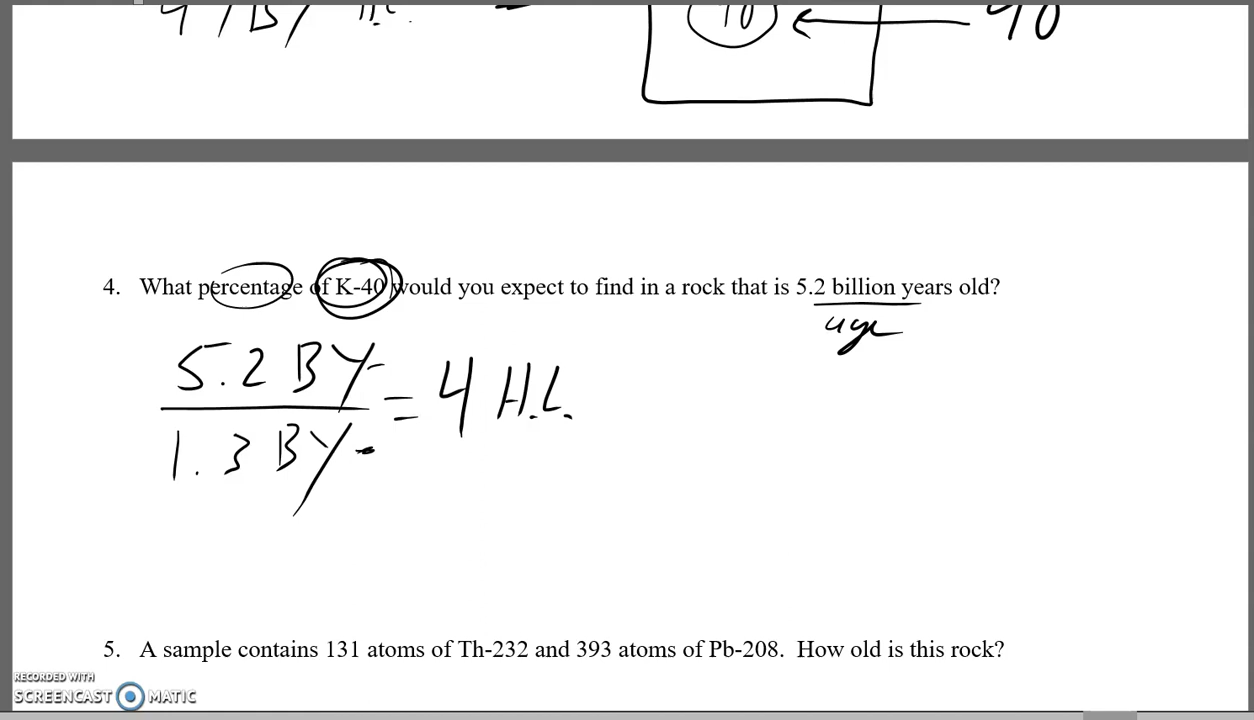 90
4. What percentage of K-40 would you expect to find in a rock that is 5.2 billion years old?
age
5.2 BY
= 4 H.L.
1.3 BY
5. A sample contains 131 atoms of Th-232 and 393 atoms of Pb-208. How old is this rock?
RECORDED WITH
SCREENCAST MATIC